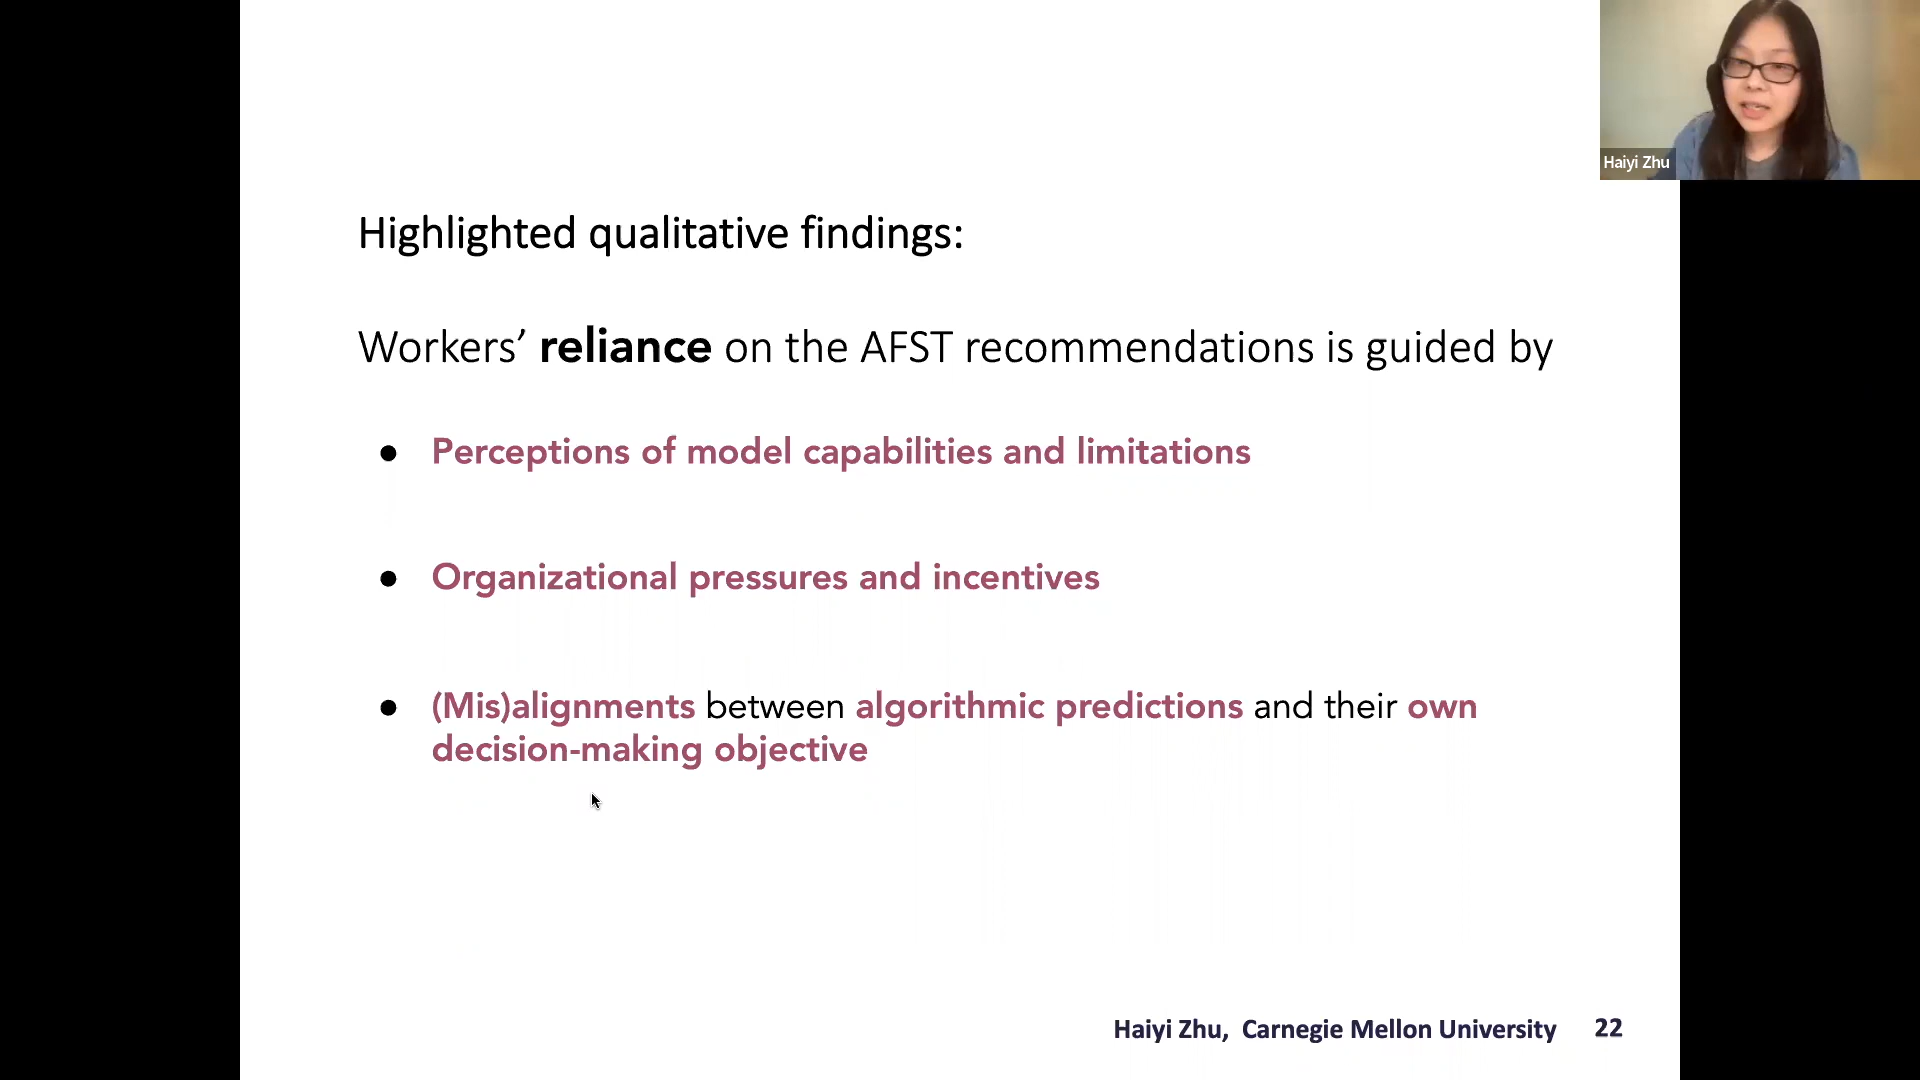 Haiyi Zhu
Highlighted qualitative findings:
Workers’ reliance on the AFST recommendations is guided by
● Perceptions of model capabilities and limitations
● Organizational pressures and incentives
● (Mis)alignments between algorithmic predictions and their own
decision-making objective
Haiyi Zhu, Carnegie Mellon University 22